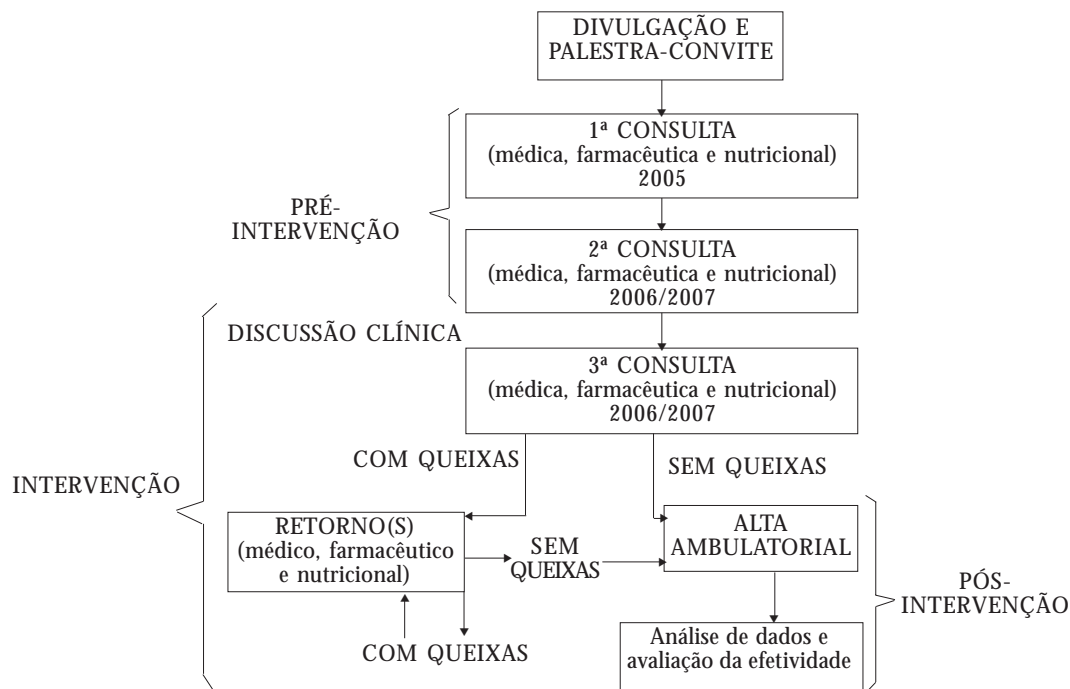 DIVULGAÇÃO E
PALESTRA-CONVITE
1ª CONSULTA
(médica, farmacêutica e nutricional)
2005
PRÉ-
INTERVENÇÃO
2ª CONSULTA
(médica, farmacêutica e nutricional)
2006/2007
DISCUSSÃO CLÍNICA
3ª CONSULTA
(médica, farmacêutica e nutricional)
2006/2007
COM QUEIXAS
SEM QUEIXAS
INTERVENÇÃO
RETORNO(S)
(médico, farmacêutico
e nutricional)
SEM
QUEIXAS
ALTA
AMBULATORIAL
PÓS-
INTERVENÇÃO
COM QUEIXAS
Análise de dados e
avaliação da efetividade